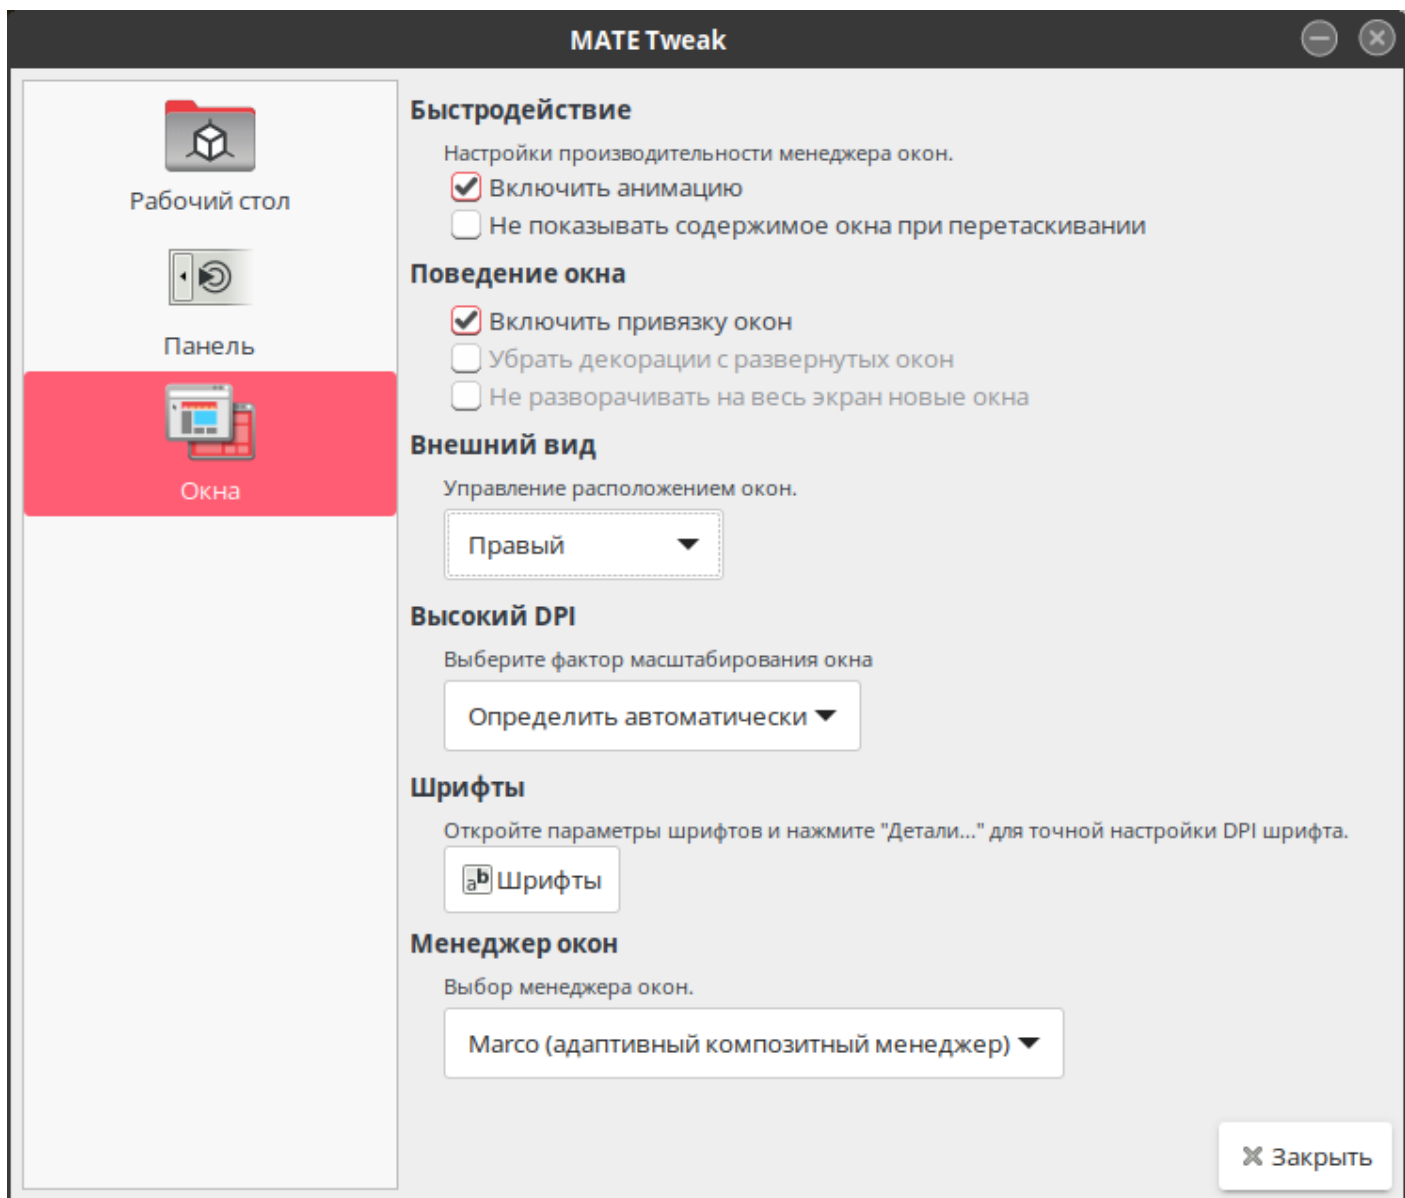 MATE Tweak
Рабочий стол
Панель
Окна
Быстродействие
Настройки производительности менеджера окон.
Включить анимацию
Не показывать содержимое окна при перетаскивании
Поведение окна
Включить привязку окон
Убрать декорации с развернутых окон
Не разворачивать на весь экран новые окна
Внешний вид
Управление расположением окон.
Правый
Высокий DPI
Выберите фактор масштабирования окна
Определить автоматически
Шрифты
Откройте параметры шрифтов и нажмите "Детали..." для точной настройки DPI шрифта.
ab Шрифты
Менеджер окон
Выбор менеджера окон.
Marco (адаптивный композитный менеджер)
Закрыть